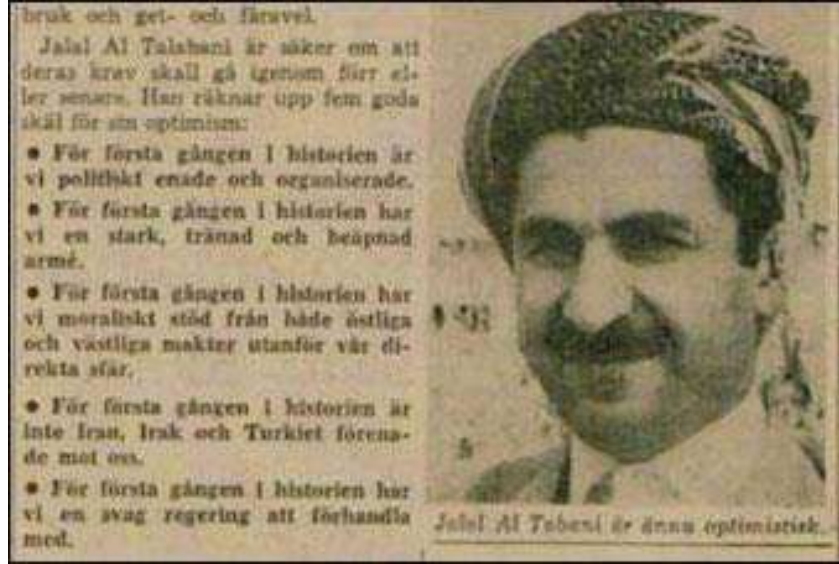 bruk och get- och fåravel.
Jalal Al Talabani är säker om att
deras krav skall gå igenom förr el-
ler senare. Han räknar upp fem goda
skäl för sin optimism:
• För första gången i historien är
vi politiskt enade och organiserade.
• För första gången i historien har
vi en stark, tränad och beäpnad
armé.
• För första gången i historien har
vi moraliskt stöd från både östliga
och västliga makter utanför vår di-
rekta sfär.
• För första gången i historien är
inte Iran, Irak och Turkiet förena-
de mot oss.
• För första gången i historien har
vi en svag regering att förhandla
med.
Jalal Al Tabani är ännu optimistisk.